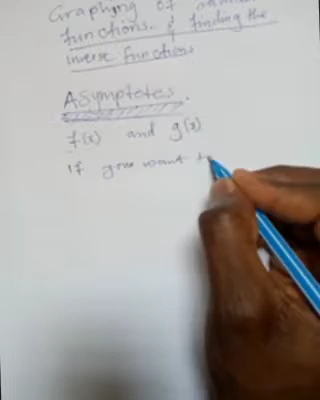 Graphing of
functions. & finding the
inverse functions
Asymptotes.
f(x) and g(x)
If you want